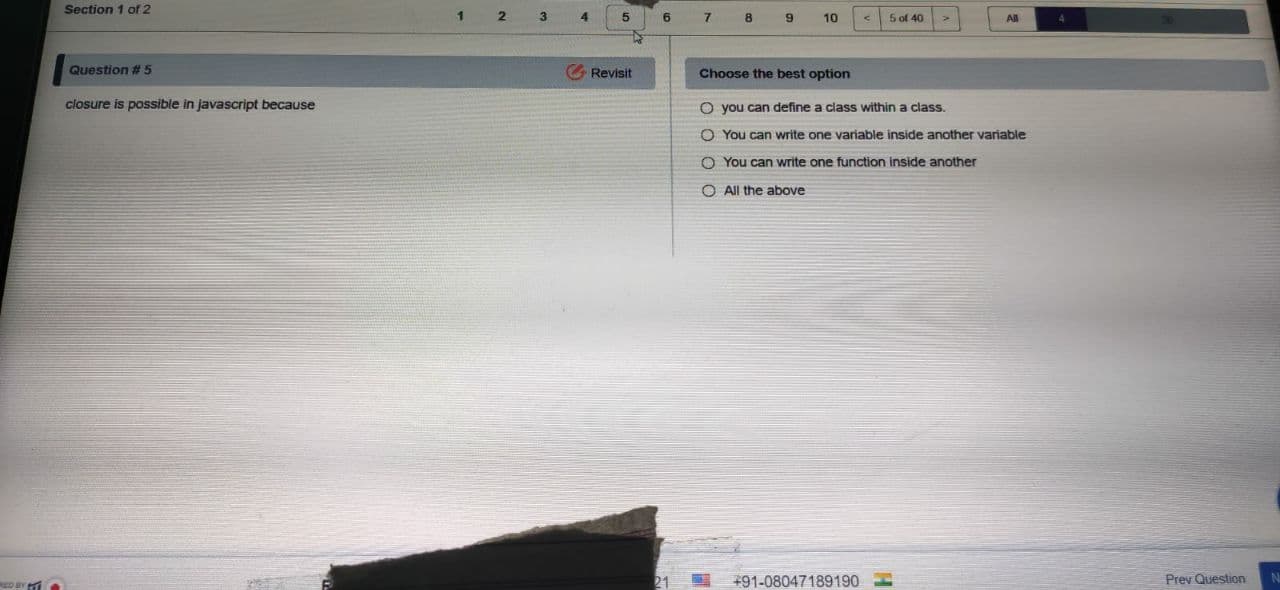 Section 1 of 2
1 2 3 4 5 6 7 8 9 10 < 5 of 40 > All 4
Question # 5
Revisit
closure is possible in javascript because
Choose the best option
you can define a class within a class.
You can write one variable inside another variable
You can write one function inside another
All the above
21 +91-08047189190
Prev Question